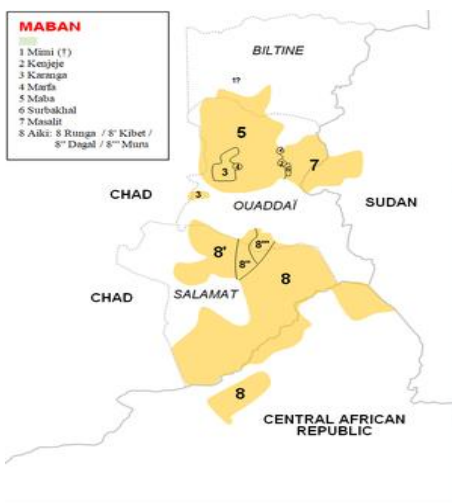 MABAN
1 Mimi (†)
2 Kenjeje
3 Karanga
4 Marfa
5 Maba
6 Surbakhal
7 Masalit
8 Aiki: 8 Runga / 8' Kibet /
8'' Dagal / 8''' Muru
BILTINE
1?
5
7
3
4
CHAD
3
OUADDAÏ
SUDAN
8'
8''
8'''
8
CHAD
SALAMAT
8
CENTRAL AFRICAN
REPUBLIC